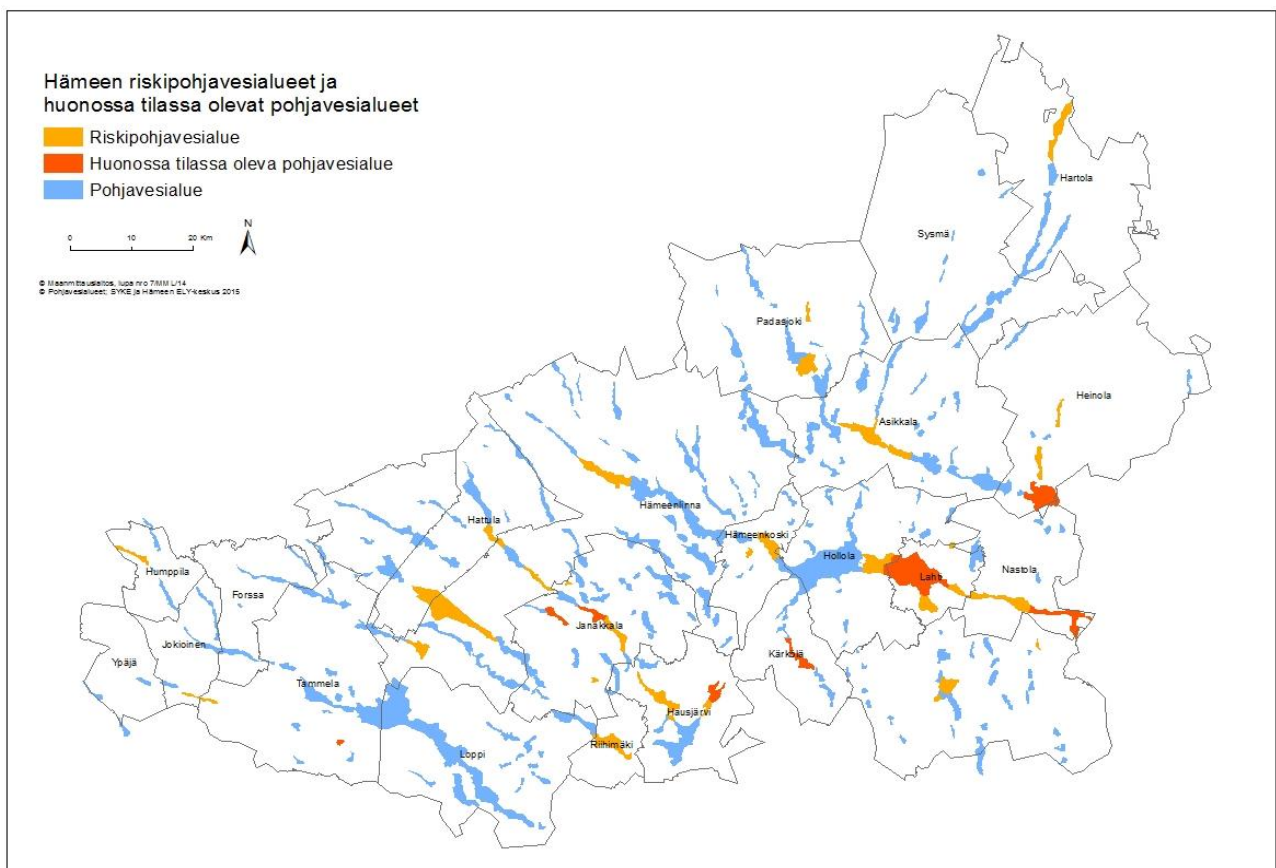 Hämeen riskipohjavesialueet ja
huonossa tilassa olevat pohjavesialueet
Riskipohjavesialue
Huonossa tilassa oleva pohjavesialue
Pohjavesialue
N
0 10 20 Km
© Maanmittauslaitos, lupa nro 7/MML/14
© Pohjavesialueet; SYKE ja Hämeen ELY-keskus 2015
Hartola
Sysmä
Padasjoki
Heinola
Asikkala
Hämeenlinna
Hattula
Hämeenkoski
Hollola
Lahti
Nastola
Humppila
Forssa
Janakkala
Jokioinen
Ypäjä
Kärkölä
Tammela
Hausjärvi
Riihimäki
Loppi